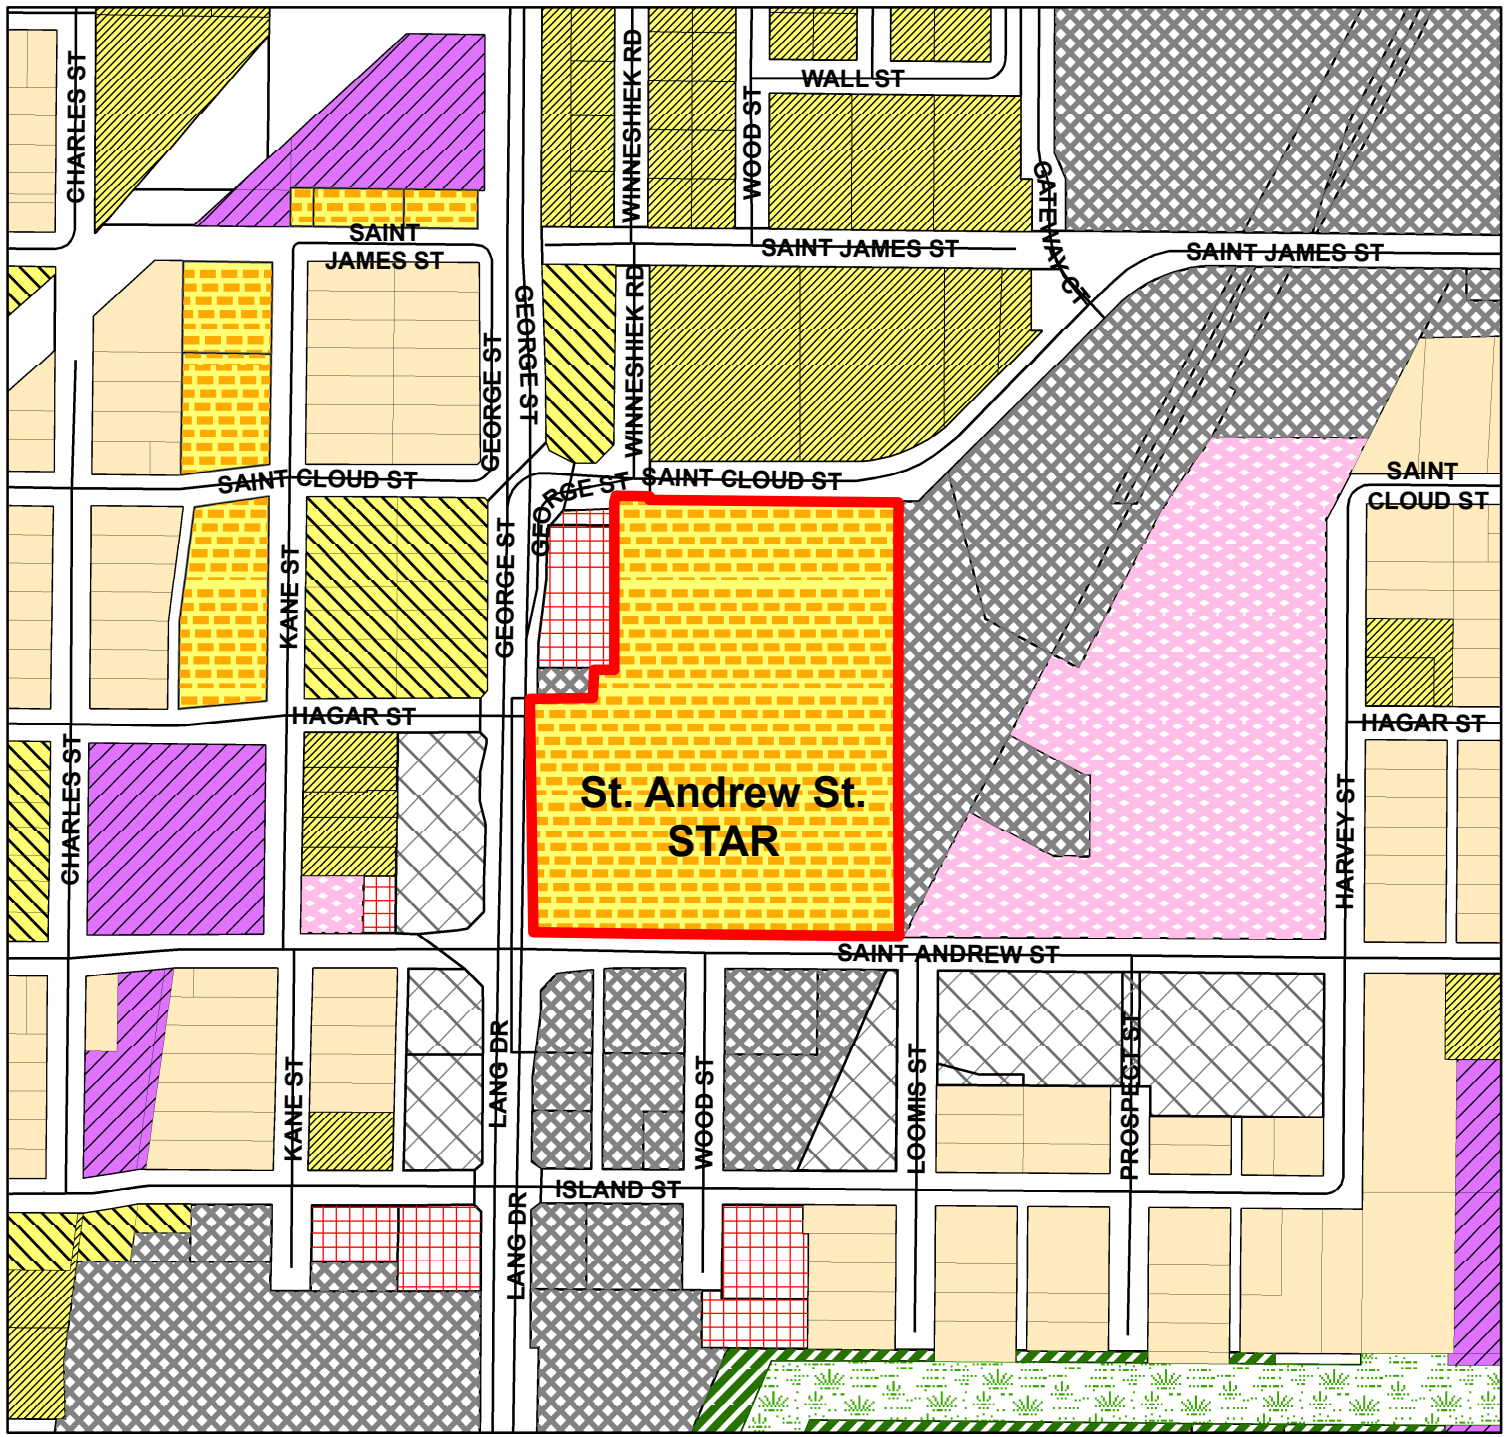 CHARLES ST
WINNESHIEK RD
WALL ST
WOOD ST
GATEWAY CT
SAINT
JAMES ST
SAINT JAMES ST
SAINT JAMES ST
GEORGE ST
WINNESHIEK RD
GEORGE ST
SAINT CLOUD ST
GEORGE ST
SAINT CLOUD ST
SAINT
CLOUD ST
KANE ST
GEORGE ST
HAGAR ST
HAGAR ST
CHARLES ST
St. Andrew St.
STAR
HARVEY ST
SAINT ANDREW ST
KANE ST
LANG DR
WOOD ST
LOOMIS ST
PROSPECT ST
ISLAND ST
LANG DR